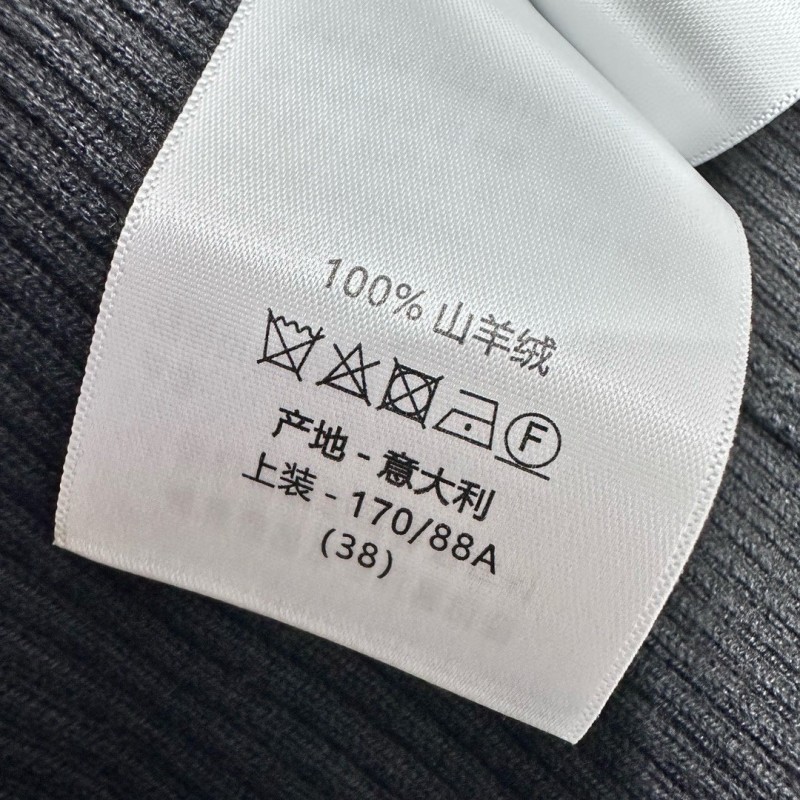 100% 山羊绒
F
产地 - 意大利
上装 - 170/88A
(38)